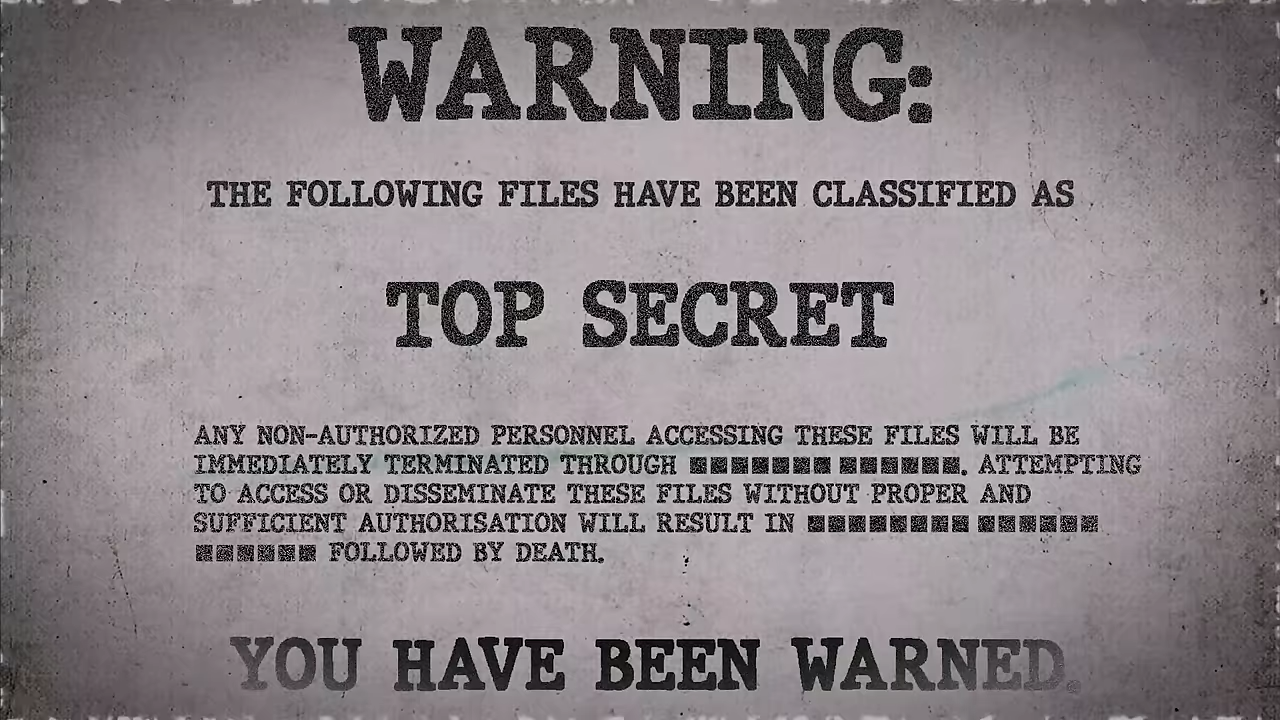 WARNING:
THE FOLLOWING FILES HAVE BEEN CLASSIFIED AS
TOP SECRET
ANY NON-AUTHORIZED PERSONNEL ACCESSING THESE FILES WILL BE
IMMEDIATELY TERMINATED THROUGH ■■■■■■■ ■■■■■■. ATTEMPTING
TO ACCESS OR DISSEMINATE THESE FILES WITHOUT PROPER AND
SUFFICIENT AUTHORISATION WILL RESULT IN ■■■■■■■■ ■■■■■■
■■■■■■ FOLLOWED BY DEATH.
YOU HAVE BEEN WARNED.